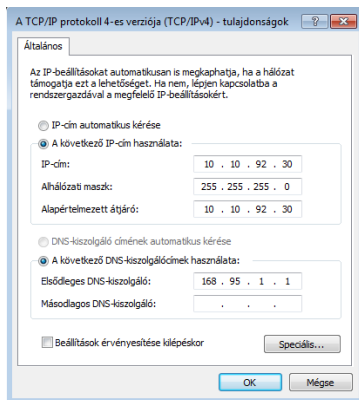 A TCP/IP protokoll 4-es verziója (TCP/IPv4) - tulajdonságok
Általános
Az IP-beállításokat automatikusan is megkaphatja, ha a hálózat
támogatja ezt a lehetőséget. Ha nem, lépjen kapcsolatba a
rendszergazdával a megfelelő IP-beállításokért.
IP-cím automatikus kérése
A következő IP-cím használata:
IP-cím: 10 . 10 . 92 . 30
Alhálózati maszk: 255 . 255 . 255 . 0
Alapértelmezett átjáró: 10 . 10 . 92 . 30
DNS-kiszolgáló címének automatikus kérése
A következő DNS-kiszolgálócímek használata:
Elsődleges DNS-kiszolgáló: 168 . 95 . 1 . 1
Másodlagos DNS-kiszolgáló: . . .
Beállítások érvényesítése kilépéskor
Speciális...
OK Mégse